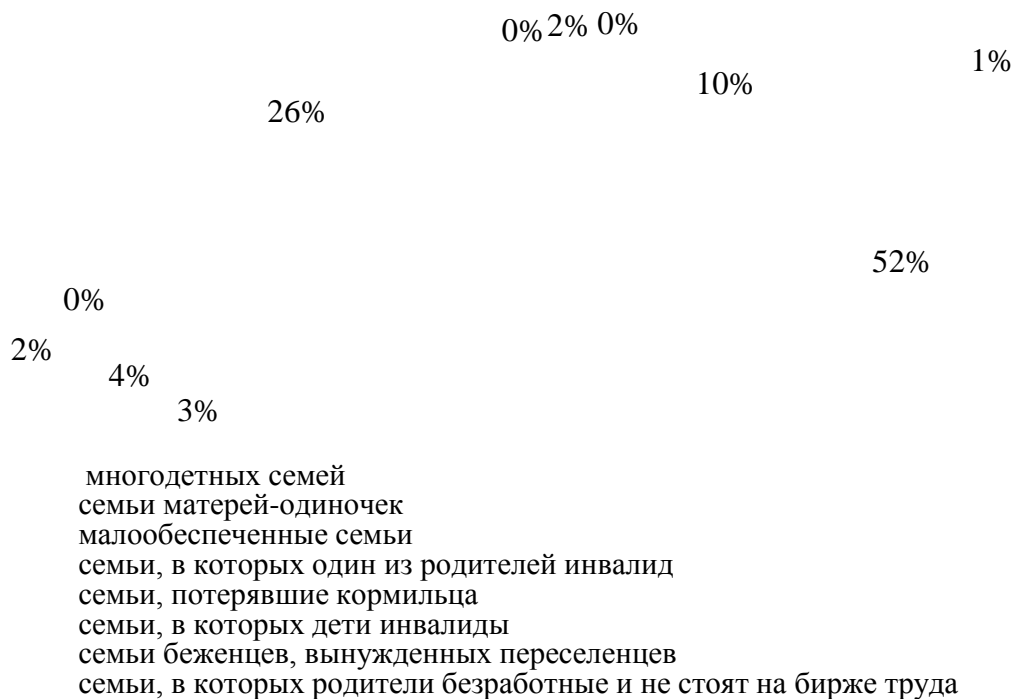 0% 2% 0%
1%
10%
26%
52%
0%
2%
4%
3%
многодетных семей
семьи матерей-одиночек
малообеспеченные семьи
семьи, в которых один из родителей инвалид
семьи, потерявшие кормильца
семьи, в которых дети инвалиды
семьи беженцев, вынужденных переселенцев
семьи, в которых родители безработные и не стоят на бирже труда